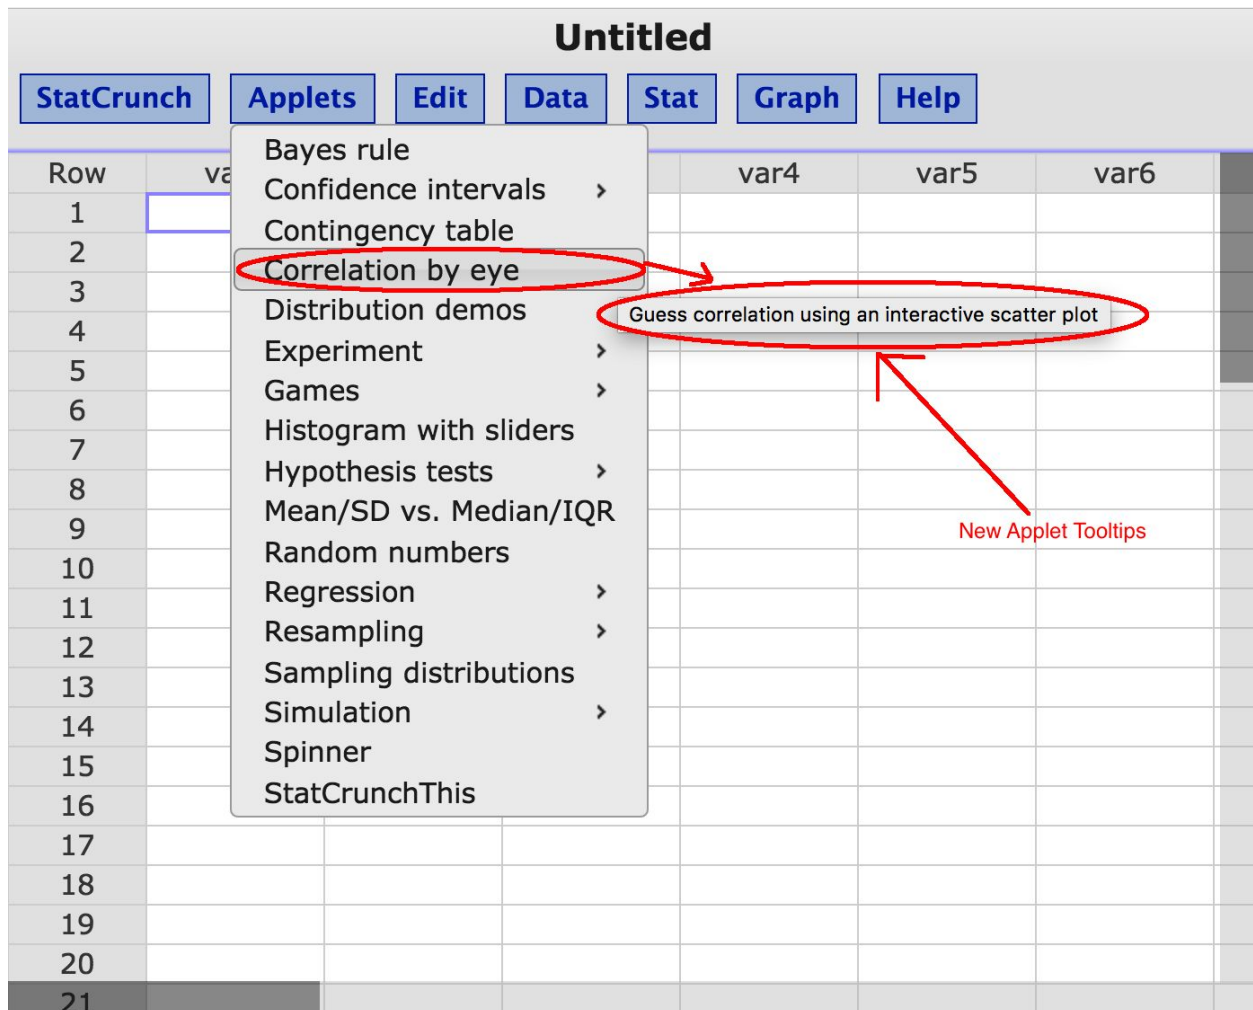 Untitled
StatCrunch Applets Edit Data Stat Graph Help
Row va var4 var5 var6
Bayes rule
1 Confidence intervals >
Contingency table
2
Correlation by eye
3 Distribution demos Guess correlation using an interactive scatter plot
4
Experiment >
5
Games >
6
Histogram with sliders
7
Hypothesis tests >
8
Mean/SD vs. Median/IQR
9 New Applet Tooltips
Random numbers
10
Regression >
11
Resampling >
12
Sampling distributions
13
Simulation >
14
Spinner
15
StatCrunchThis
16
17
18
19
20
21